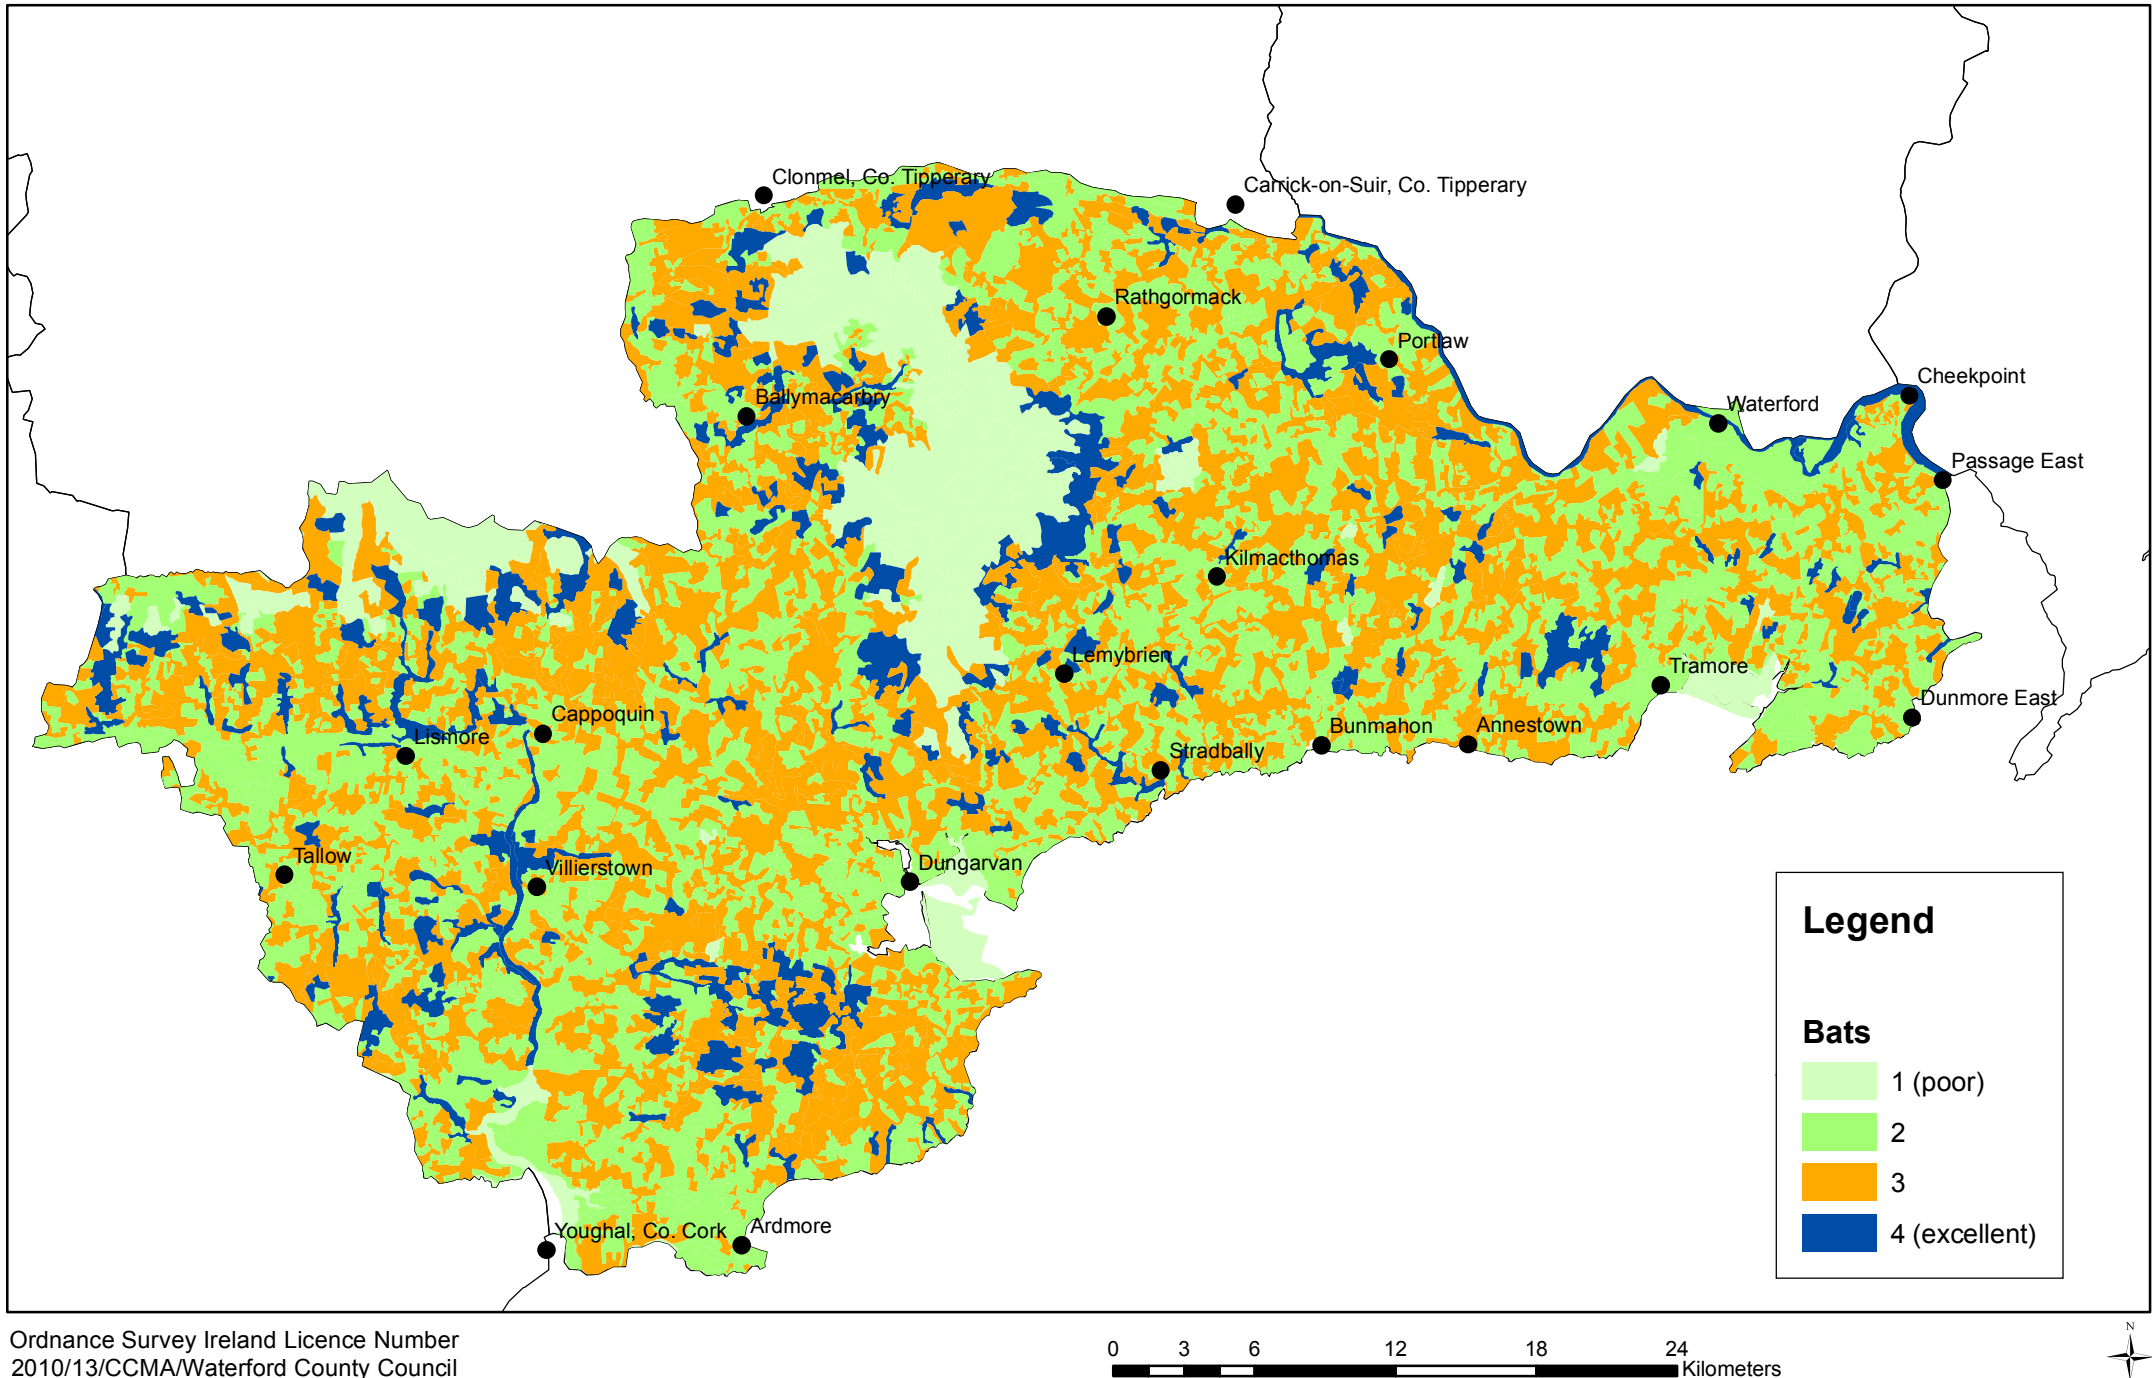 Clonmel, Co. Tipperary
Carrick-on-Suir, Co. Tipperary
Rathgormack
Portlaw
Cheekpoint
Ballymacarbry
Waterford
Passage East
Kilmacthomas
Lemybrien
Tramore
Dunmore East
Cappoquin
Lismore
Bunmahon
Annestown
Stradbally
Tallow
Villierstown
Dungarvan
Youghal, Co. Cork
Ardmore
Legend
Bats
1 (poor)
2
3
4 (excellent)
Ordnance Survey Ireland Licence Number
2010/13/CCMA/Waterford County Council
0 3 6 12 18 24
Kilometers
N